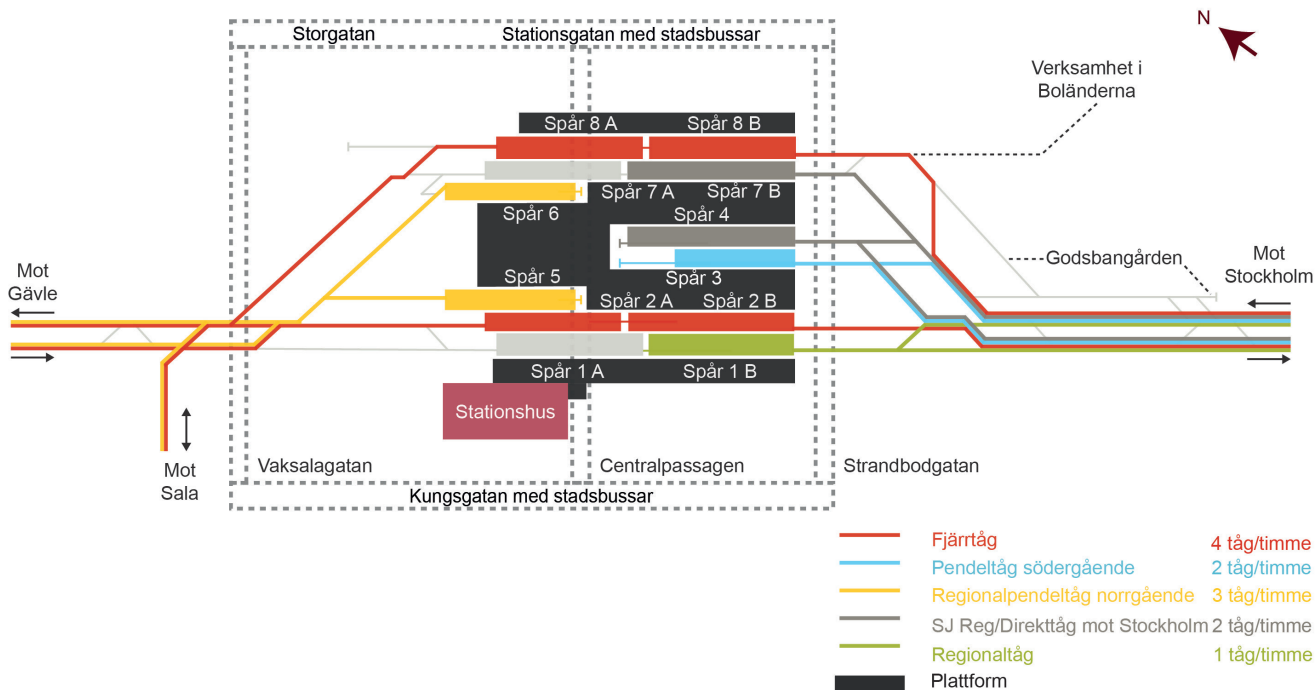 Storgatan
Stationsgatan med stadsbussar
N
Verksamhet i
Boländerna
Spår 8 A
Spår 8 B
Spår 7 A
Spår 7 B
Spår 6
Spår 4
Godsbangården
Mot
Stockholm
Mot
Gävle
Spår 5
Spår 3
Spår 2 A
Spår 2 B
Spår 1 A
Spår 1 B
Stationshus
Mot
Sala
Vaksalagatan
Centralpassagen
Strandbodgatan
Kungsgatan med stadsbussar
Fjärrtåg 4 tåg/timme
Pendeltåg södergående 2 tåg/timme
Regionalpendeltåg norrgående 3 tåg/timme
SJ Reg/Direkttåg mot Stockholm 2 tåg/timme
Regionaltåg 1 tåg/timme
Plattform